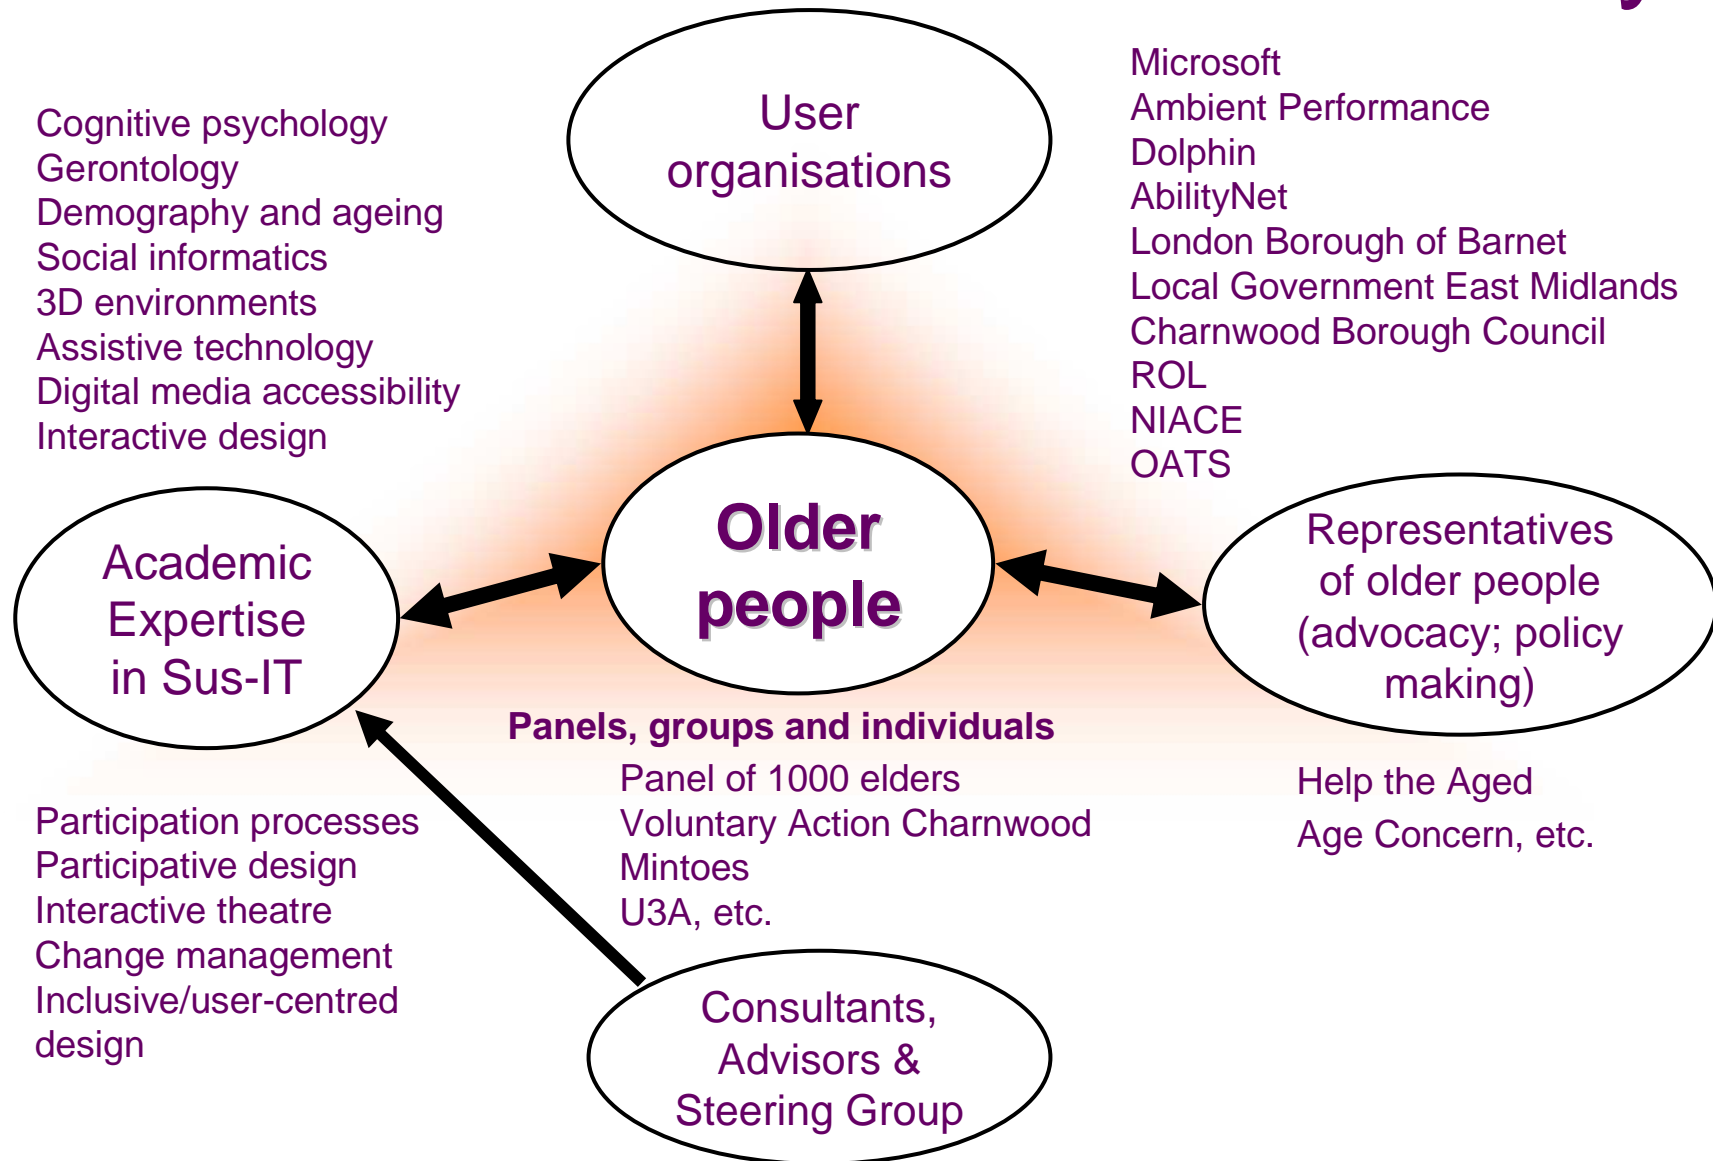 User
organisations
Microsoft
Ambient Performance
Dolphin
AbilityNet
London Borough of Barnet
Local Government East Midlands
Charnwood Borough Council
ROL
NIACE
OATS
Cognitive psychology
Gerontology
Demography and ageing
Social informatics
3D environments
Assistive technology
Digital media accessibility
Interactive design
Academic
Expertise
in Sus-IT
Older
people
Representatives
of older people
(advocacy; policy
making)
Panels, groups and individuals
Panel of 1000 elders
Voluntary Action Charnwood
Mintoes
U3A, etc.
Help the Aged
Age Concern, etc.
Participation processes
Participative design
Interactive theatre
Change management
Inclusive/user-centred
design
Consultants,
Advisors &
Steering Group